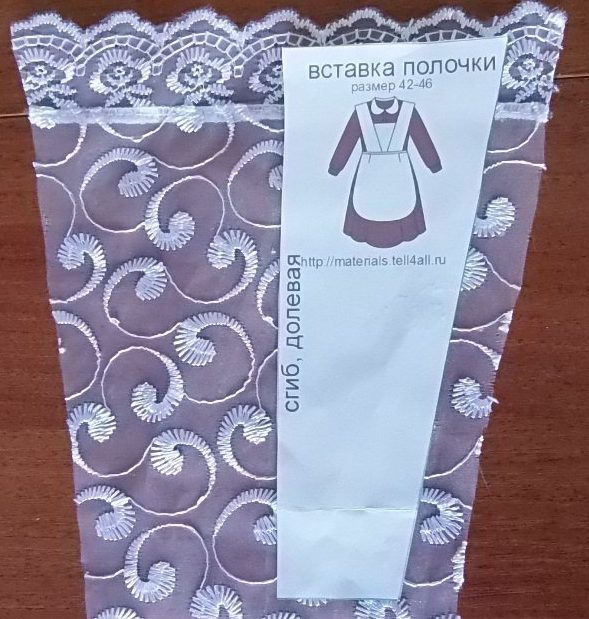 вставка полочки
размер 42-46
http://materials.tell4all.ru
сгиб, долевая